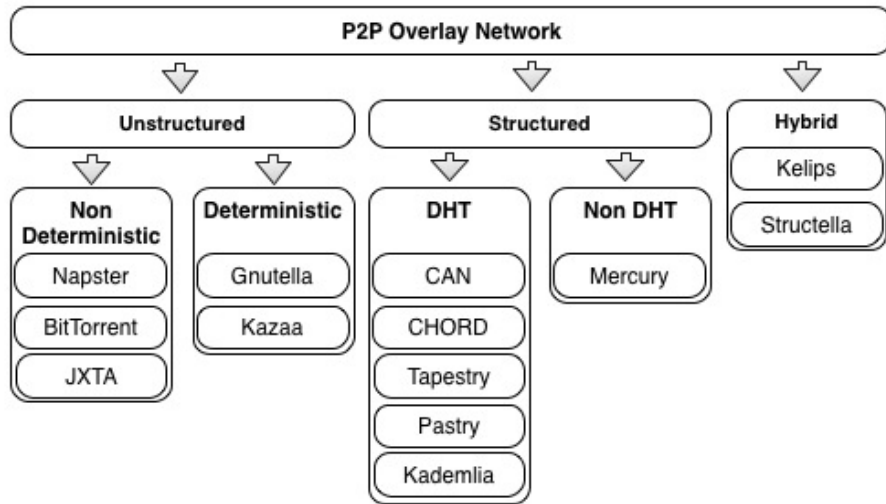 P2P Overlay Network
Unstructured
Structured
Hybrid
Kelips
Structella
Non
Deterministic
Napster
BitTorrent
JXTA
Deterministic
Gnutella
Kazaa
DHT
CAN
CHORD
Tapestry
Pastry
Kademlia
Non DHT
Mercury